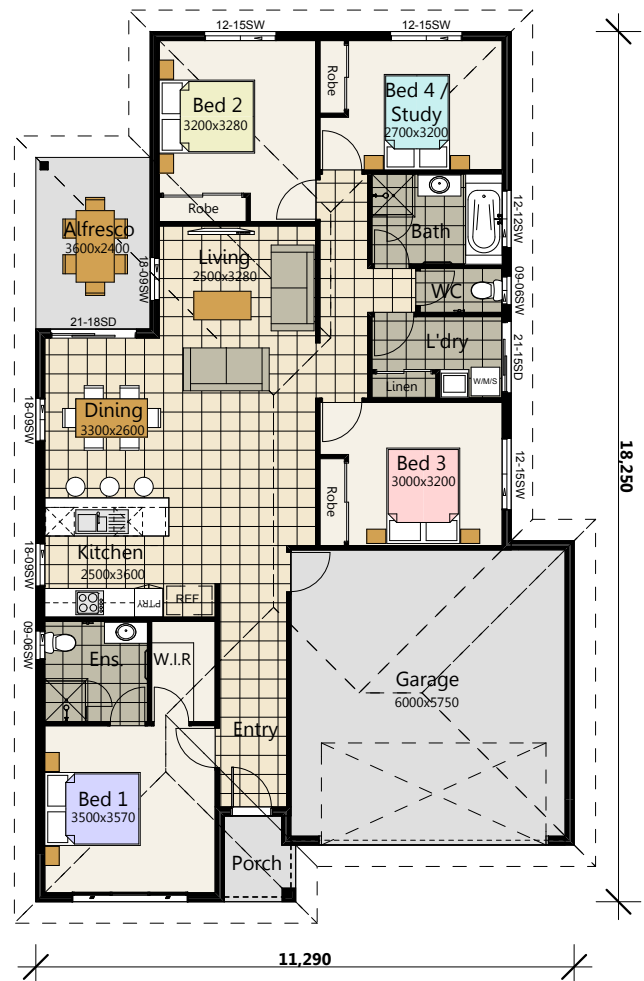 12-15SW
12-15SW
Robe
Bed 2
3200x3280
Bed 4 /
Study
2700x3200
Robe
Alfresco
3600x2400
18-09SW
Living
2500x3280
Bath
12-12SW
WC
09-06SW
21-18SD
L'dry
21-15SD
Linen
W/M/S
18-09SW
Dining
3300x2600
Bed 3
3000x3200
12-15SW
Robe
18,250
Kitchen
2500x3600
18-09SW
PTRY
REF
09-06SW
Ens.
W.I.R
Garage
6000x5750
Entry
Bed 1
3500x3570
Porch
11,290